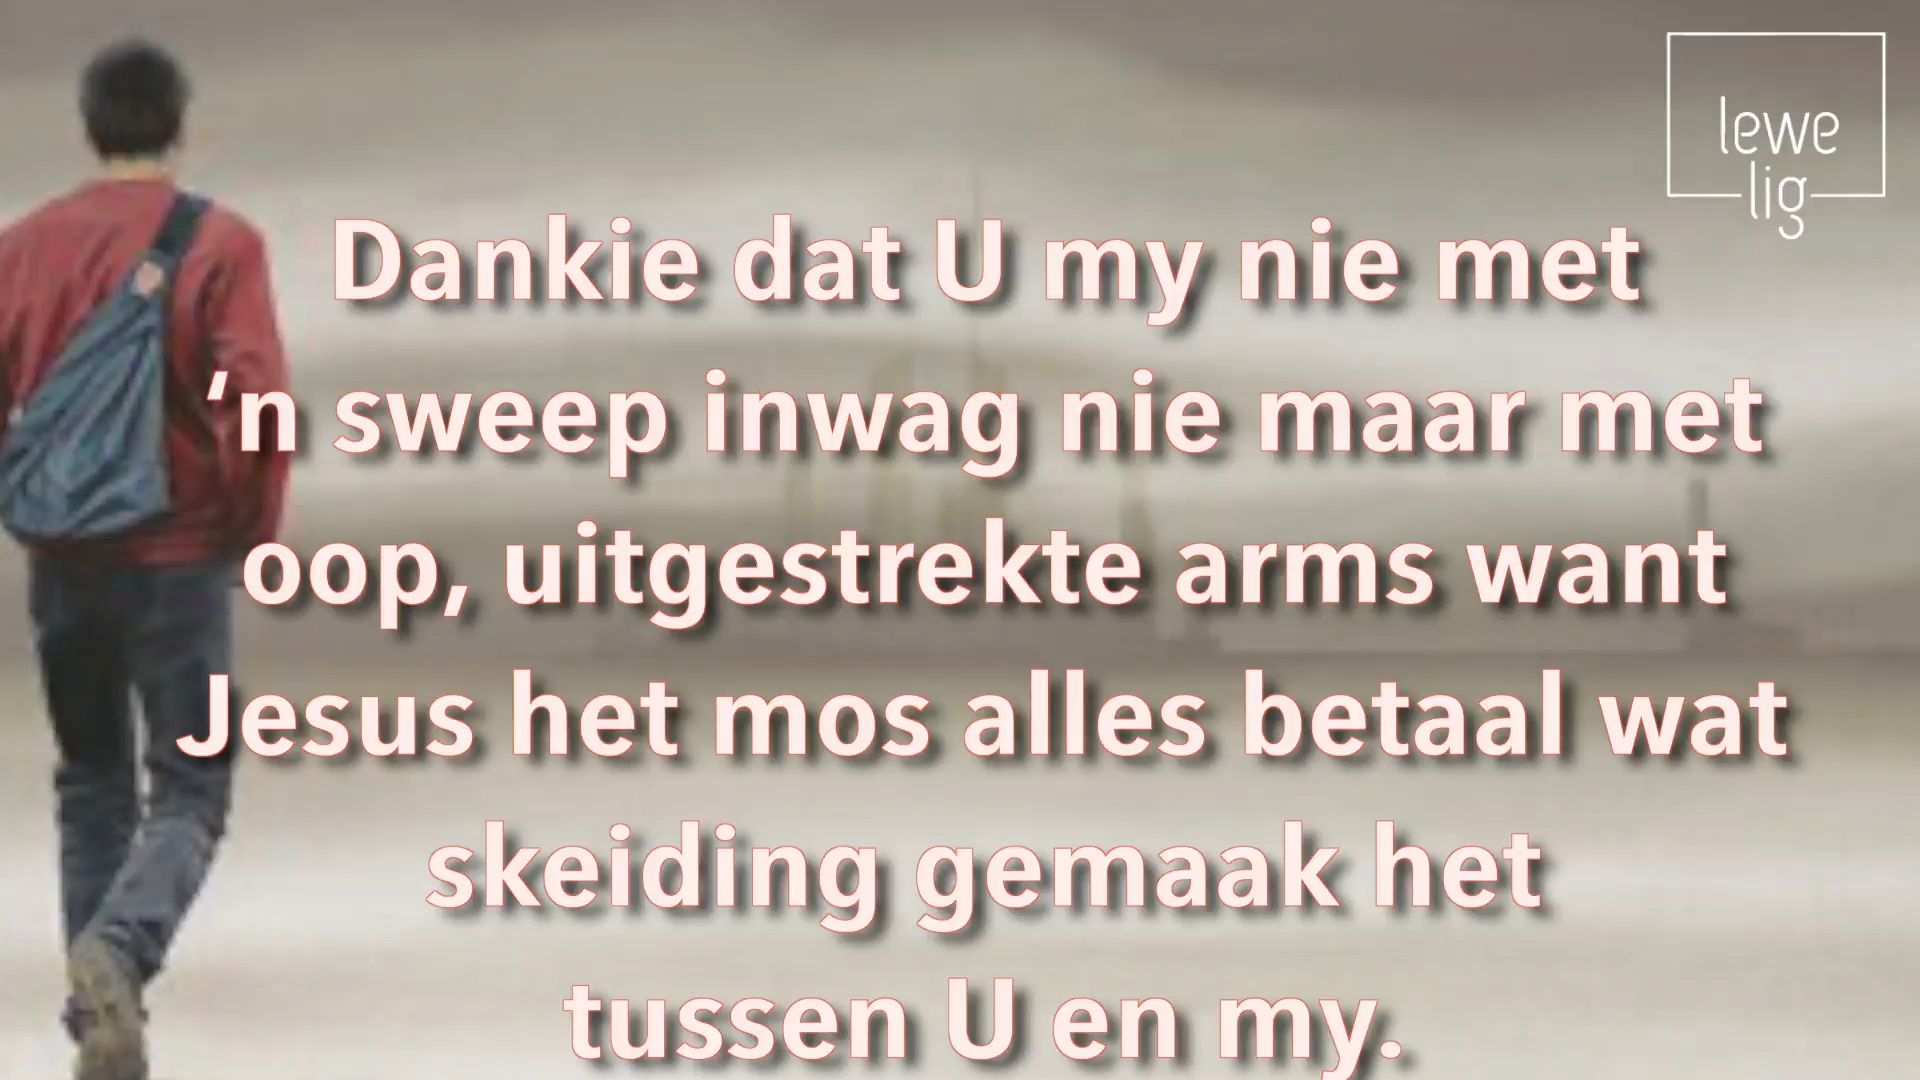 lewe
lig
Dankie dat U my nie met
‘n sweep inwag nie maar met
oop, uitgestrekte arms want
Jesus het mos alles betaal wat
skeiding gemaak het
tussen U en my.